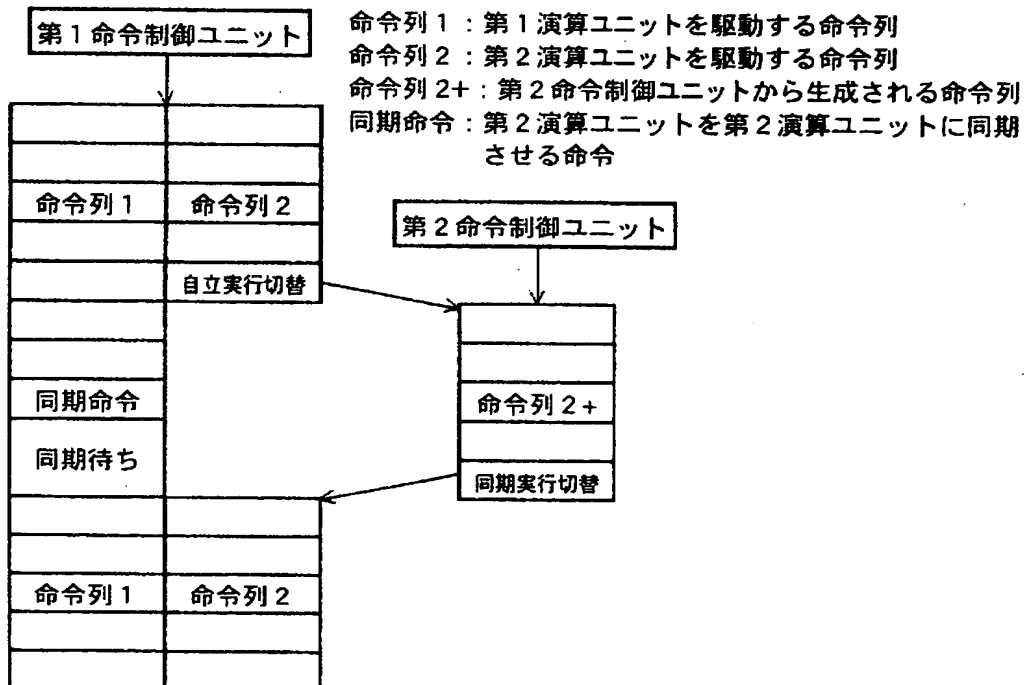 第1命令制御ユニット
命令列1：第1演算ユニットを駆動する命令列
命令列2：第2演算ユニットを駆動する命令列
命令列2+：第2命令制御ユニットから生成される命令列
同期命令：第2演算ユニットを第2演算ユニットに同期
させる命令
命令列1 命令列2
第2命令制御ユニット
自立実行切替
同期命令
命令列2+
同期待ち
同期実行切替
命令列1 命令列2